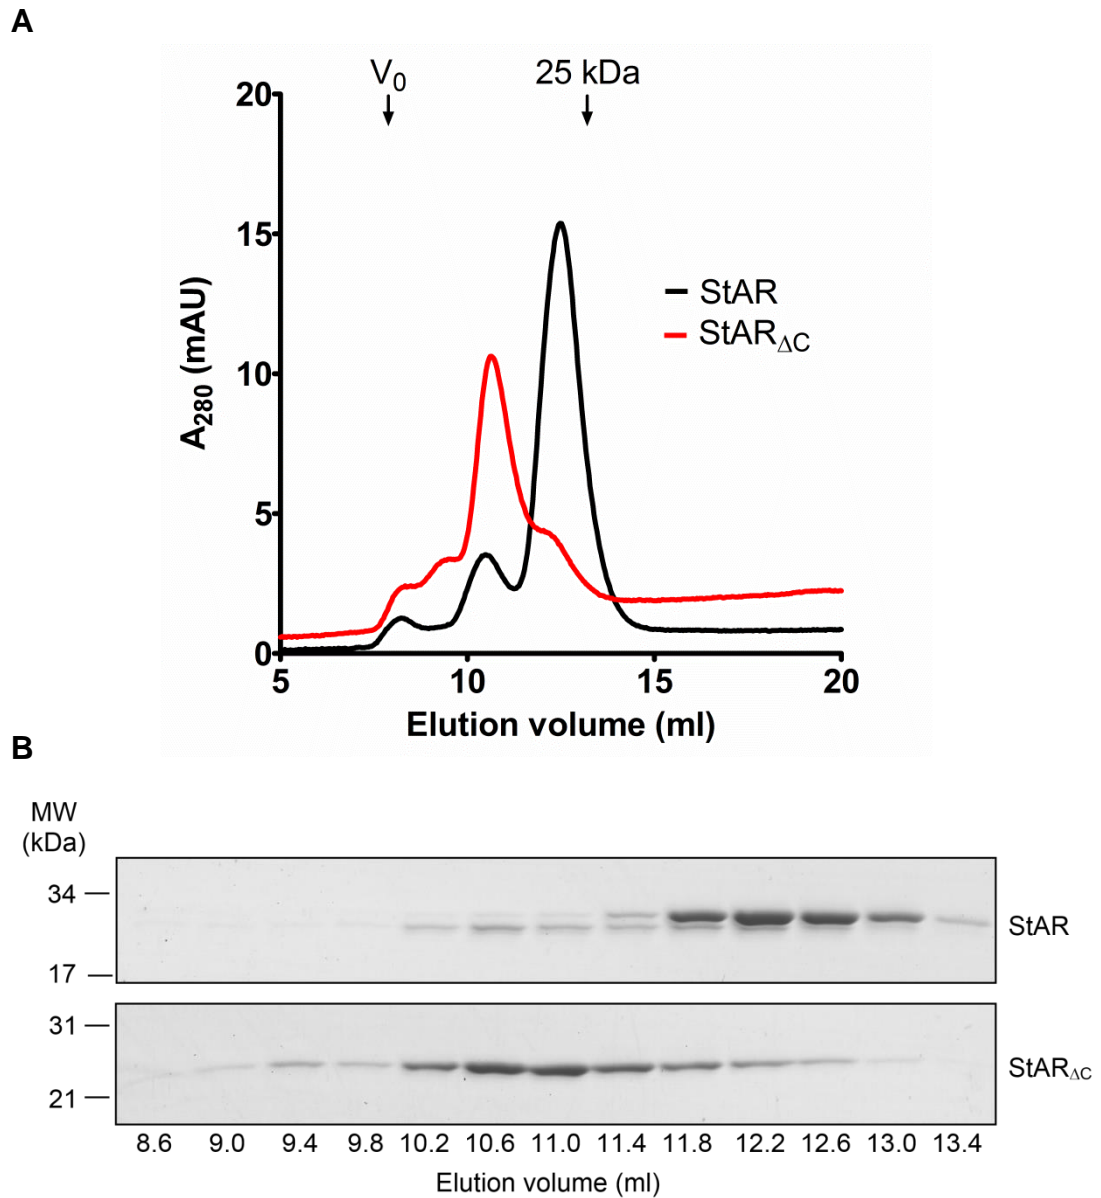 A
V₀ 25 kDa
20
15
10
5
0
A₂₈₀ (mAU)
StAR
StAR_ΔC
5 10 15 20
Elution volume (ml)
B
MW
(kDa)
34
17
StAR
31
21
StAR_ΔC
8.6 9.0 9.4 9.8 10.2 10.6 11.0 11.4 11.8 12.2 12.6 13.0 13.4
Elution volume (ml)